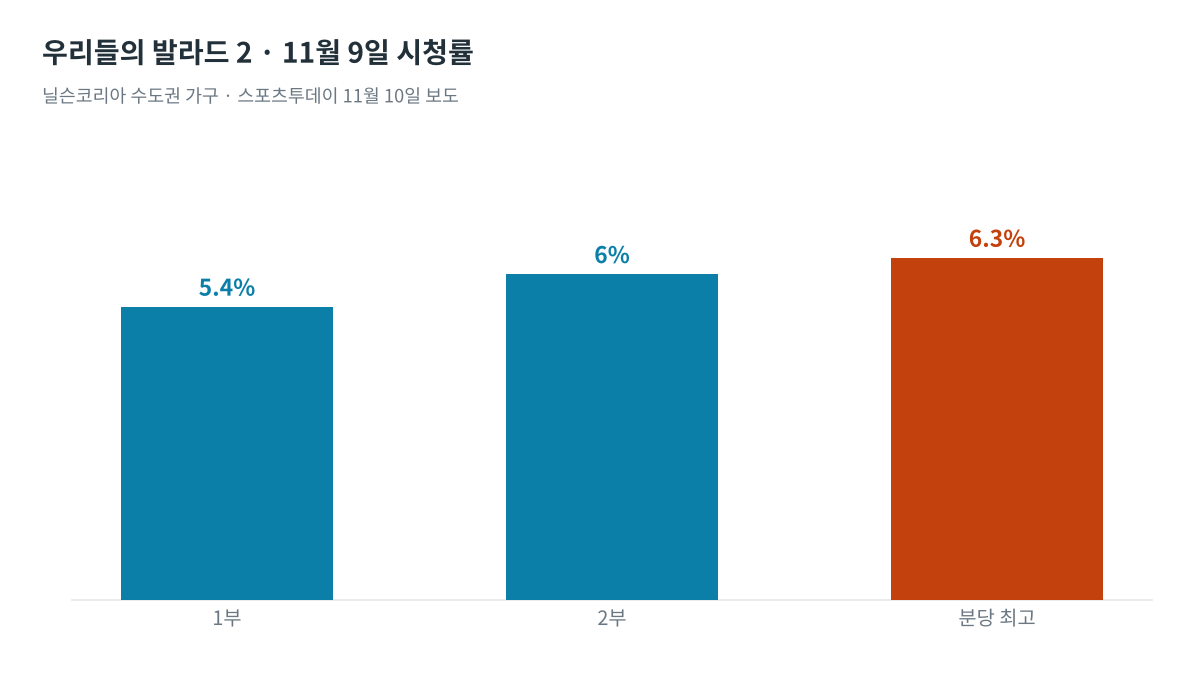 우리들의 발라드 2 · 11월 9일 시청률
닐슨코리아 수도권 가구 · 스포츠투데이 11월 10일 보도
5.4%
6%
6.3%
1부
2부
분당 최고